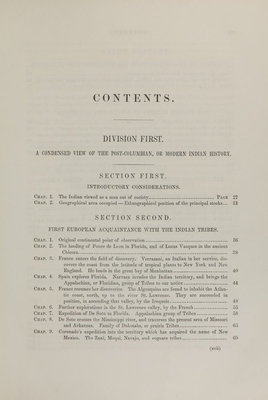 CONTENTS.
DIVISION FIRST.
A CONDENSED VIEW OF THE POST-COLUMBIAN, OR MODERN INDIAN HISTORY.
SECTION FIRST.
INTRODUCTORY CONSIDERATIONS.
CHAP. 1. The Indian viewed as a man out of society PAGE 27
CHAP. 2. Geographical area occupied — Ethnographical position of the principal stocks 31
SECTION SECOND.
FIRST EUROPEAN ACQUAINTANCE WITH THE INDIAN TRIBES.
CHAP. 1. Original continental point of observation 36
CHAP. 2. The landing of Ponce de Leon in Florida, and of Lucas Vasquez in the ancient
Chicora 38
CHAP. 3. France enters the field of discovery. Verrazani, an Italian in her service, dis-
covers the coast from the latitude of tropical plants to New York and New
England. He lands in the great bay of Manhattan 40
CHAP. 4. Spain explores Florida. Narvaez invades the Indian territory, and brings the
Appalachian, or Floridian, group of Tribes to our notice 44
CHAP. 5. France resumes her discoveries. The Algonquins are found to inhabit the Atlan-
tic coast, north, up to the river St. Lawrence. They are succeeded in
position, in ascending that valley, by the Iroquois 48
CHAP. 6. Further explorations in the St. Lawrence valley, by the French 55
CHAP. 7. Expedition of De Soto to Florida. Appalachian group of Tribes 58
CHAP. 8. De Soto crosses the Mississippi river, and traverses the present area of Missouri
and Arkansas. Family of Dakotahs, or prairie Tribes 65
CHAP. 9. Coronado's expedition into the territory which has acquired the name of New
Mexico. The Zuni, Moqui, Navajo, and cognate tribes 69
(xvii)